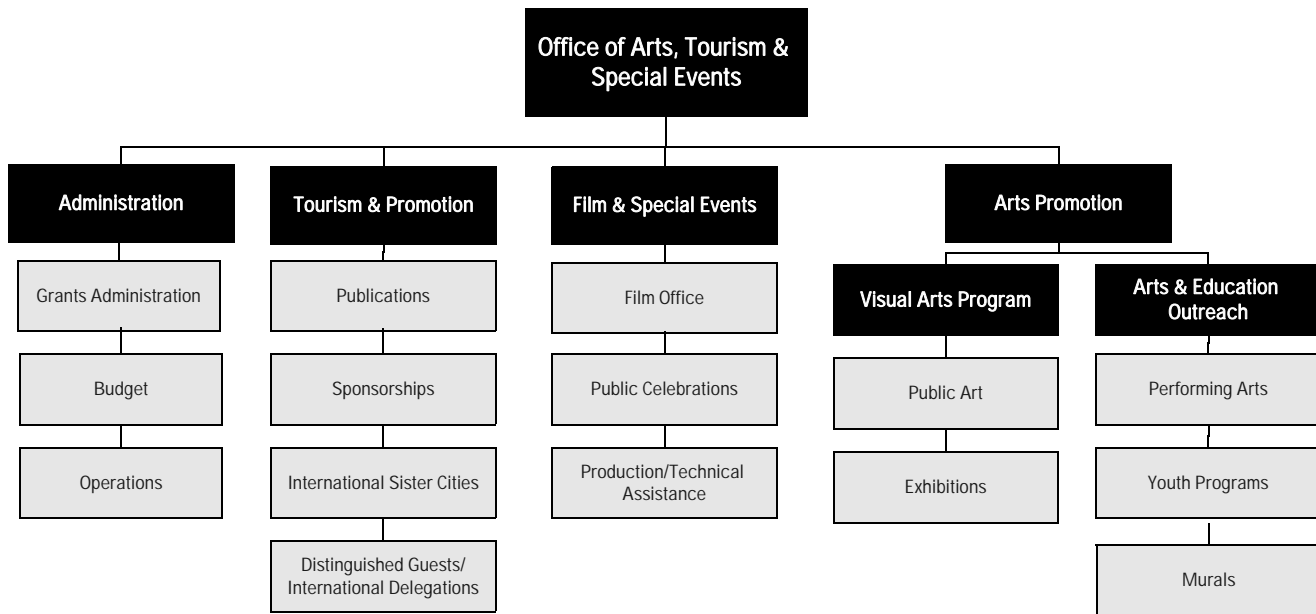 Office of Arts, Tourism &
Special Events
Administration
Tourism & Promotion
Film & Special Events
Arts Promotion
Grants Administration
Budget
Operations
Publications
Sponsorships
International Sister Cities
Distinguished Guests/
International Delegations
Film Office
Public Celebrations
Production/Technical
Assistance
Visual Arts Program
Public Art
Exhibitions
Arts & Education
Outreach
Performing Arts
Youth Programs
Murals